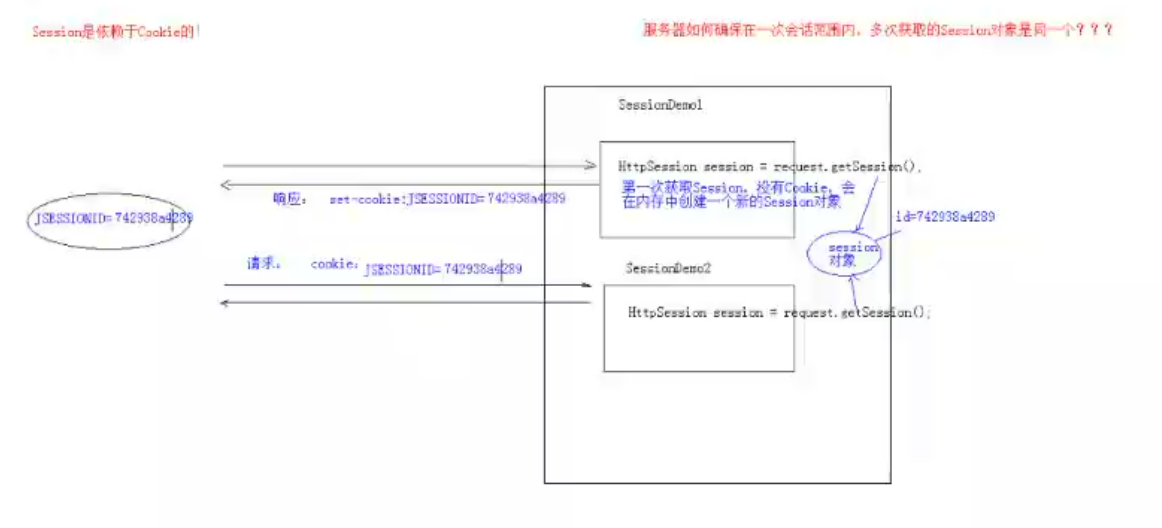 Session是依赖于Cookie的！
服务器如何确保在一次会话范围内，多次获取的Session对象是同一个？？？
SessionDemo1
HttpSession session = request.getSession();
第一次获取Session，没有Cookie，会
在内存中创建一个新的Session对象
响应： set-cookie:JSESSIONID=742938a4289
JSESSIONID=742938a4289
id=742938a4289
session
对象
请求： cookie：JSESSIONID=742938a4289
SessionDemo2
HttpSession session = request.getSession();